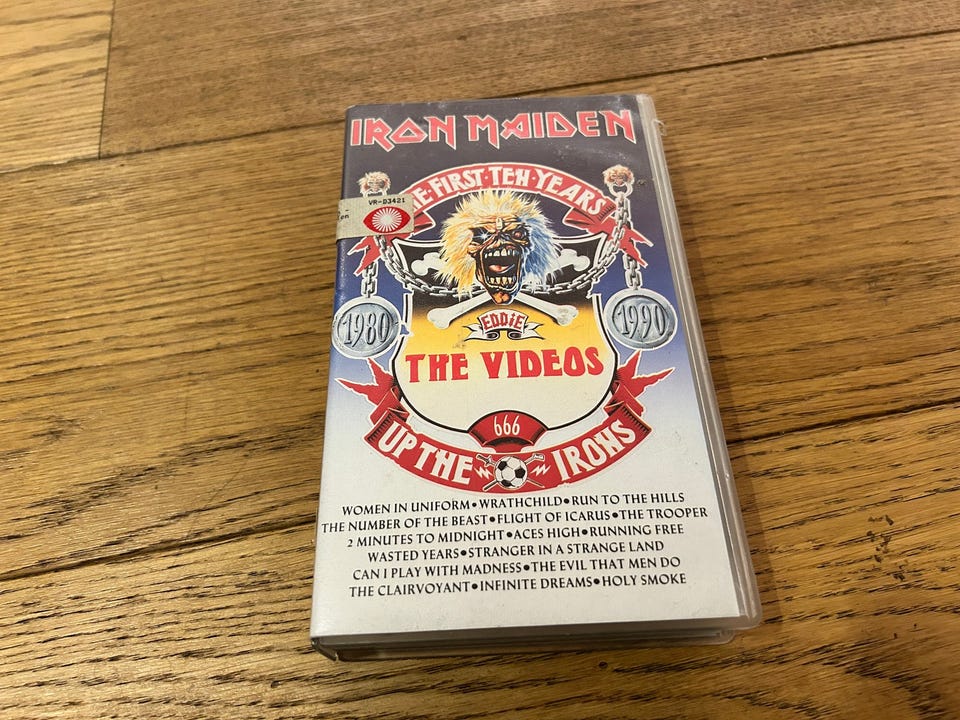 IRON MAIDEN
THE·FIRST·TEN·YEARS
VR-D3421
en
1980
1990
EDDIE
THE VIDEOS
666
UP THE IRONS
WOMEN IN UNIFORM•WRATHCHILD•RUN TO THE HILLS
THE NUMBER OF THE BEAST•FLIGHT OF ICARUS•THE TROOPER
2 MINUTES TO MIDNIGHT•ACES HIGH•RUNNING FREE
WASTED YEARS•STRANGER IN A STRANGE LAND
CAN I PLAY WITH MADNESS•THE EVIL THAT MEN DO
THE CLAIRVOYANT•INFINITE DREAMS•HOLY SMOKE